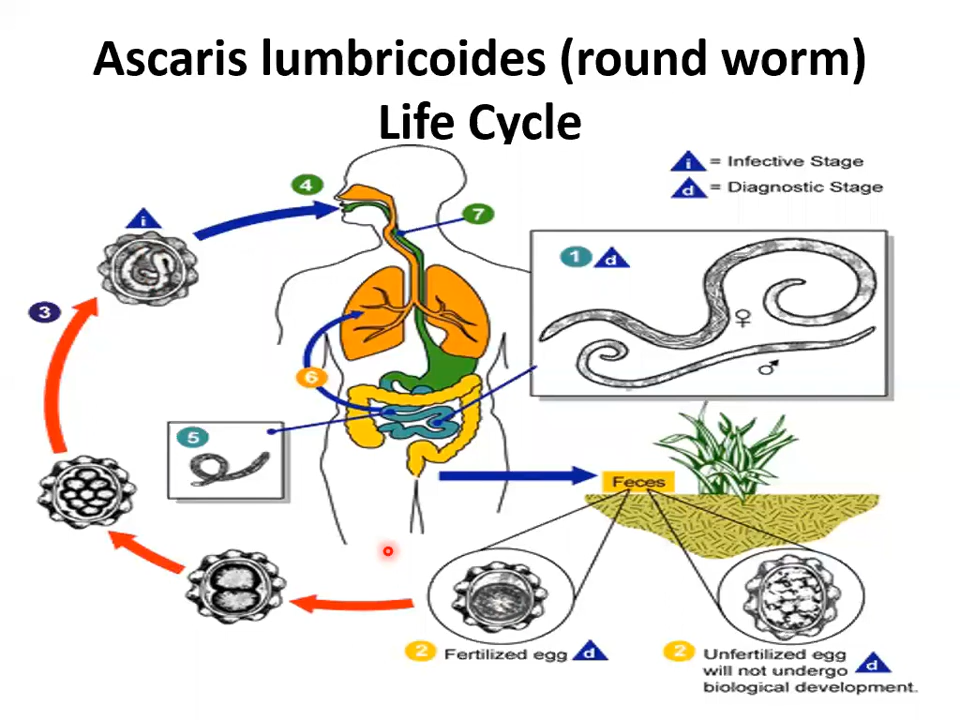 Ascaris lumbricoides (round worm)
Life Cycle
i = Infective Stage
d = Diagnostic Stage
4
7
i
1 d
3
6
5
Feces
2 Fertilized egg d
2 Unfertilized egg
will not undergo d
biological development.